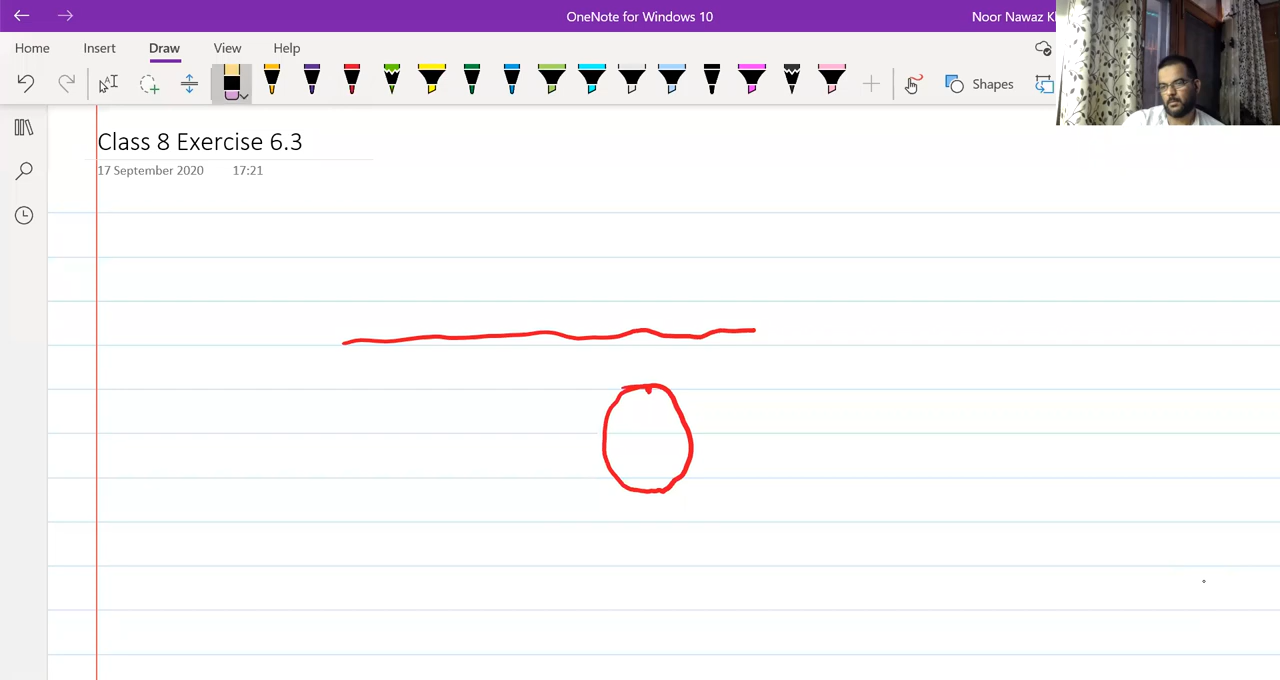 OneNote for Windows 10
Noor Nawaz
Home Insert Draw View Help
Shapes
Class 8 Exercise 6.3
17 September 2020 17:21